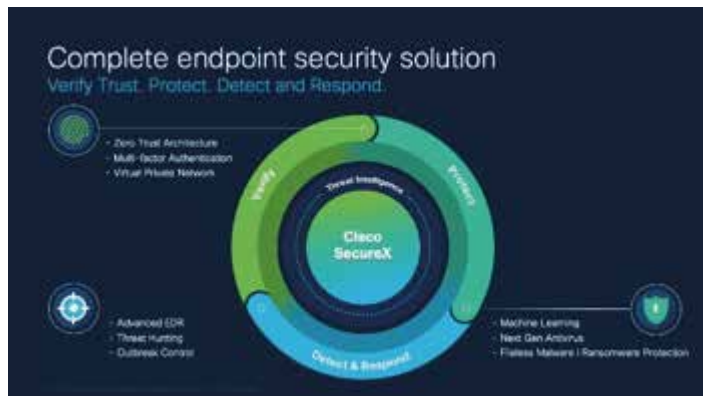 Complete endpoint security solution
Verify Trust. Protect. Detect and Respond.
- Zero Trust Architecture
- Multi-factor Authentication
- Virtual Private Network
Verify
Protect
Threat Intelligence
Cisco
SecureX
- Advanced EDR
- Threat Hunting
- Outbreak Control
- Machine Learning
- Next Gen Antivirus
- Fileless Malware | Ransomware Protection
Detect & Respond